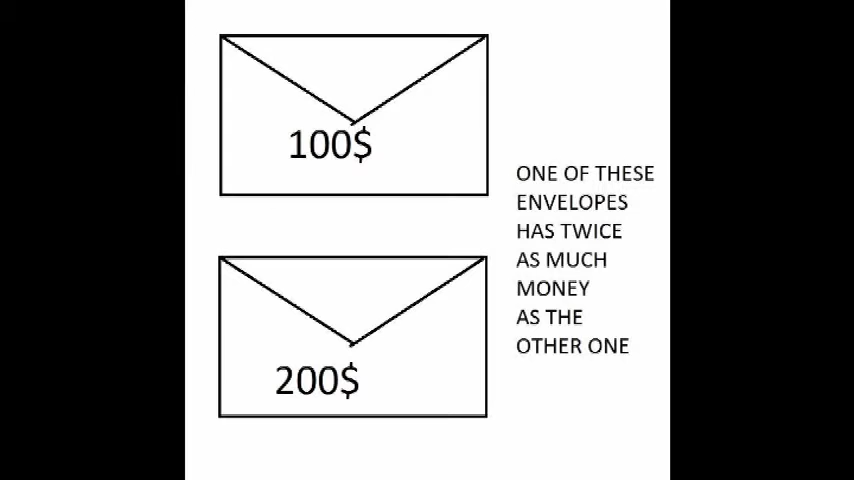 100$
200$
ONE OF THESE
ENVELOPES
HAS TWICE
AS MUCH
MONEY
AS THE
OTHER ONE